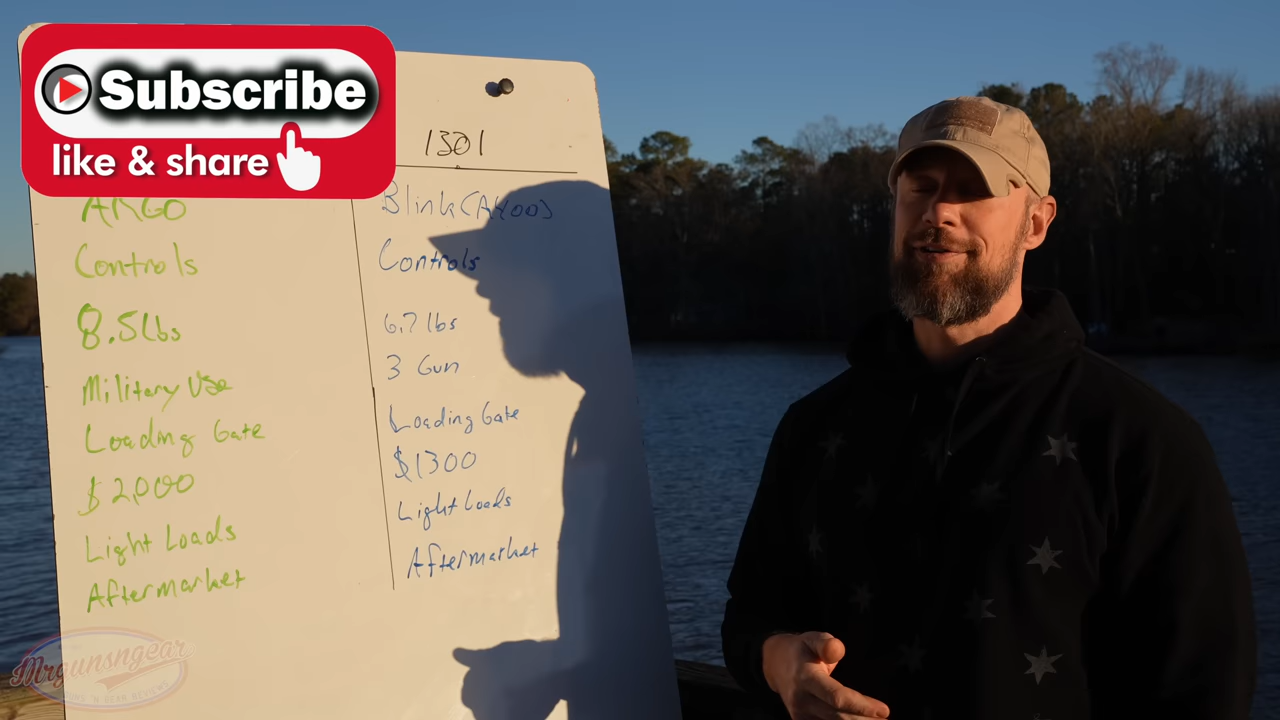 Subscribe
like & share
1301
ARGO
Controls
8.5lbs
Military Use
Loading Gate
$2,000
Light Loads
Aftermarket
Blink(A400)
Controls
6.7 lbs
3 Gun
Loading Gate
$1300
Light Loads
Aftermarket
Mrgunsngear